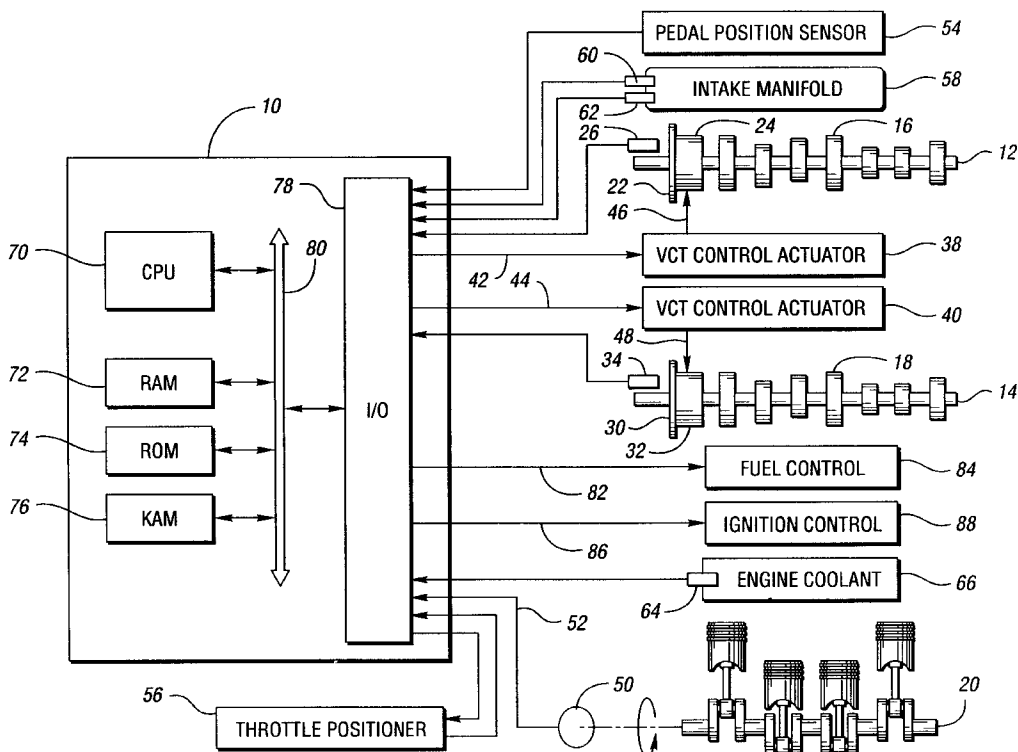 PEDAL POSITION SENSOR
54
60
INTAKE MANIFOLD
58
62
10
26
24
16
12
78
22
46
70
CPU
80
42
VCT CONTROL ACTUATOR
38
44
VCT CONTROL ACTUATOR
40
48
34
18
72
RAM
I/O
14
30
32
74
ROM
FUEL CONTROL
84
82
76
KAM
IGNITION CONTROL
88
86
ENGINE COOLANT
66
64
52
56
THROTTLE POSITIONER
50
20